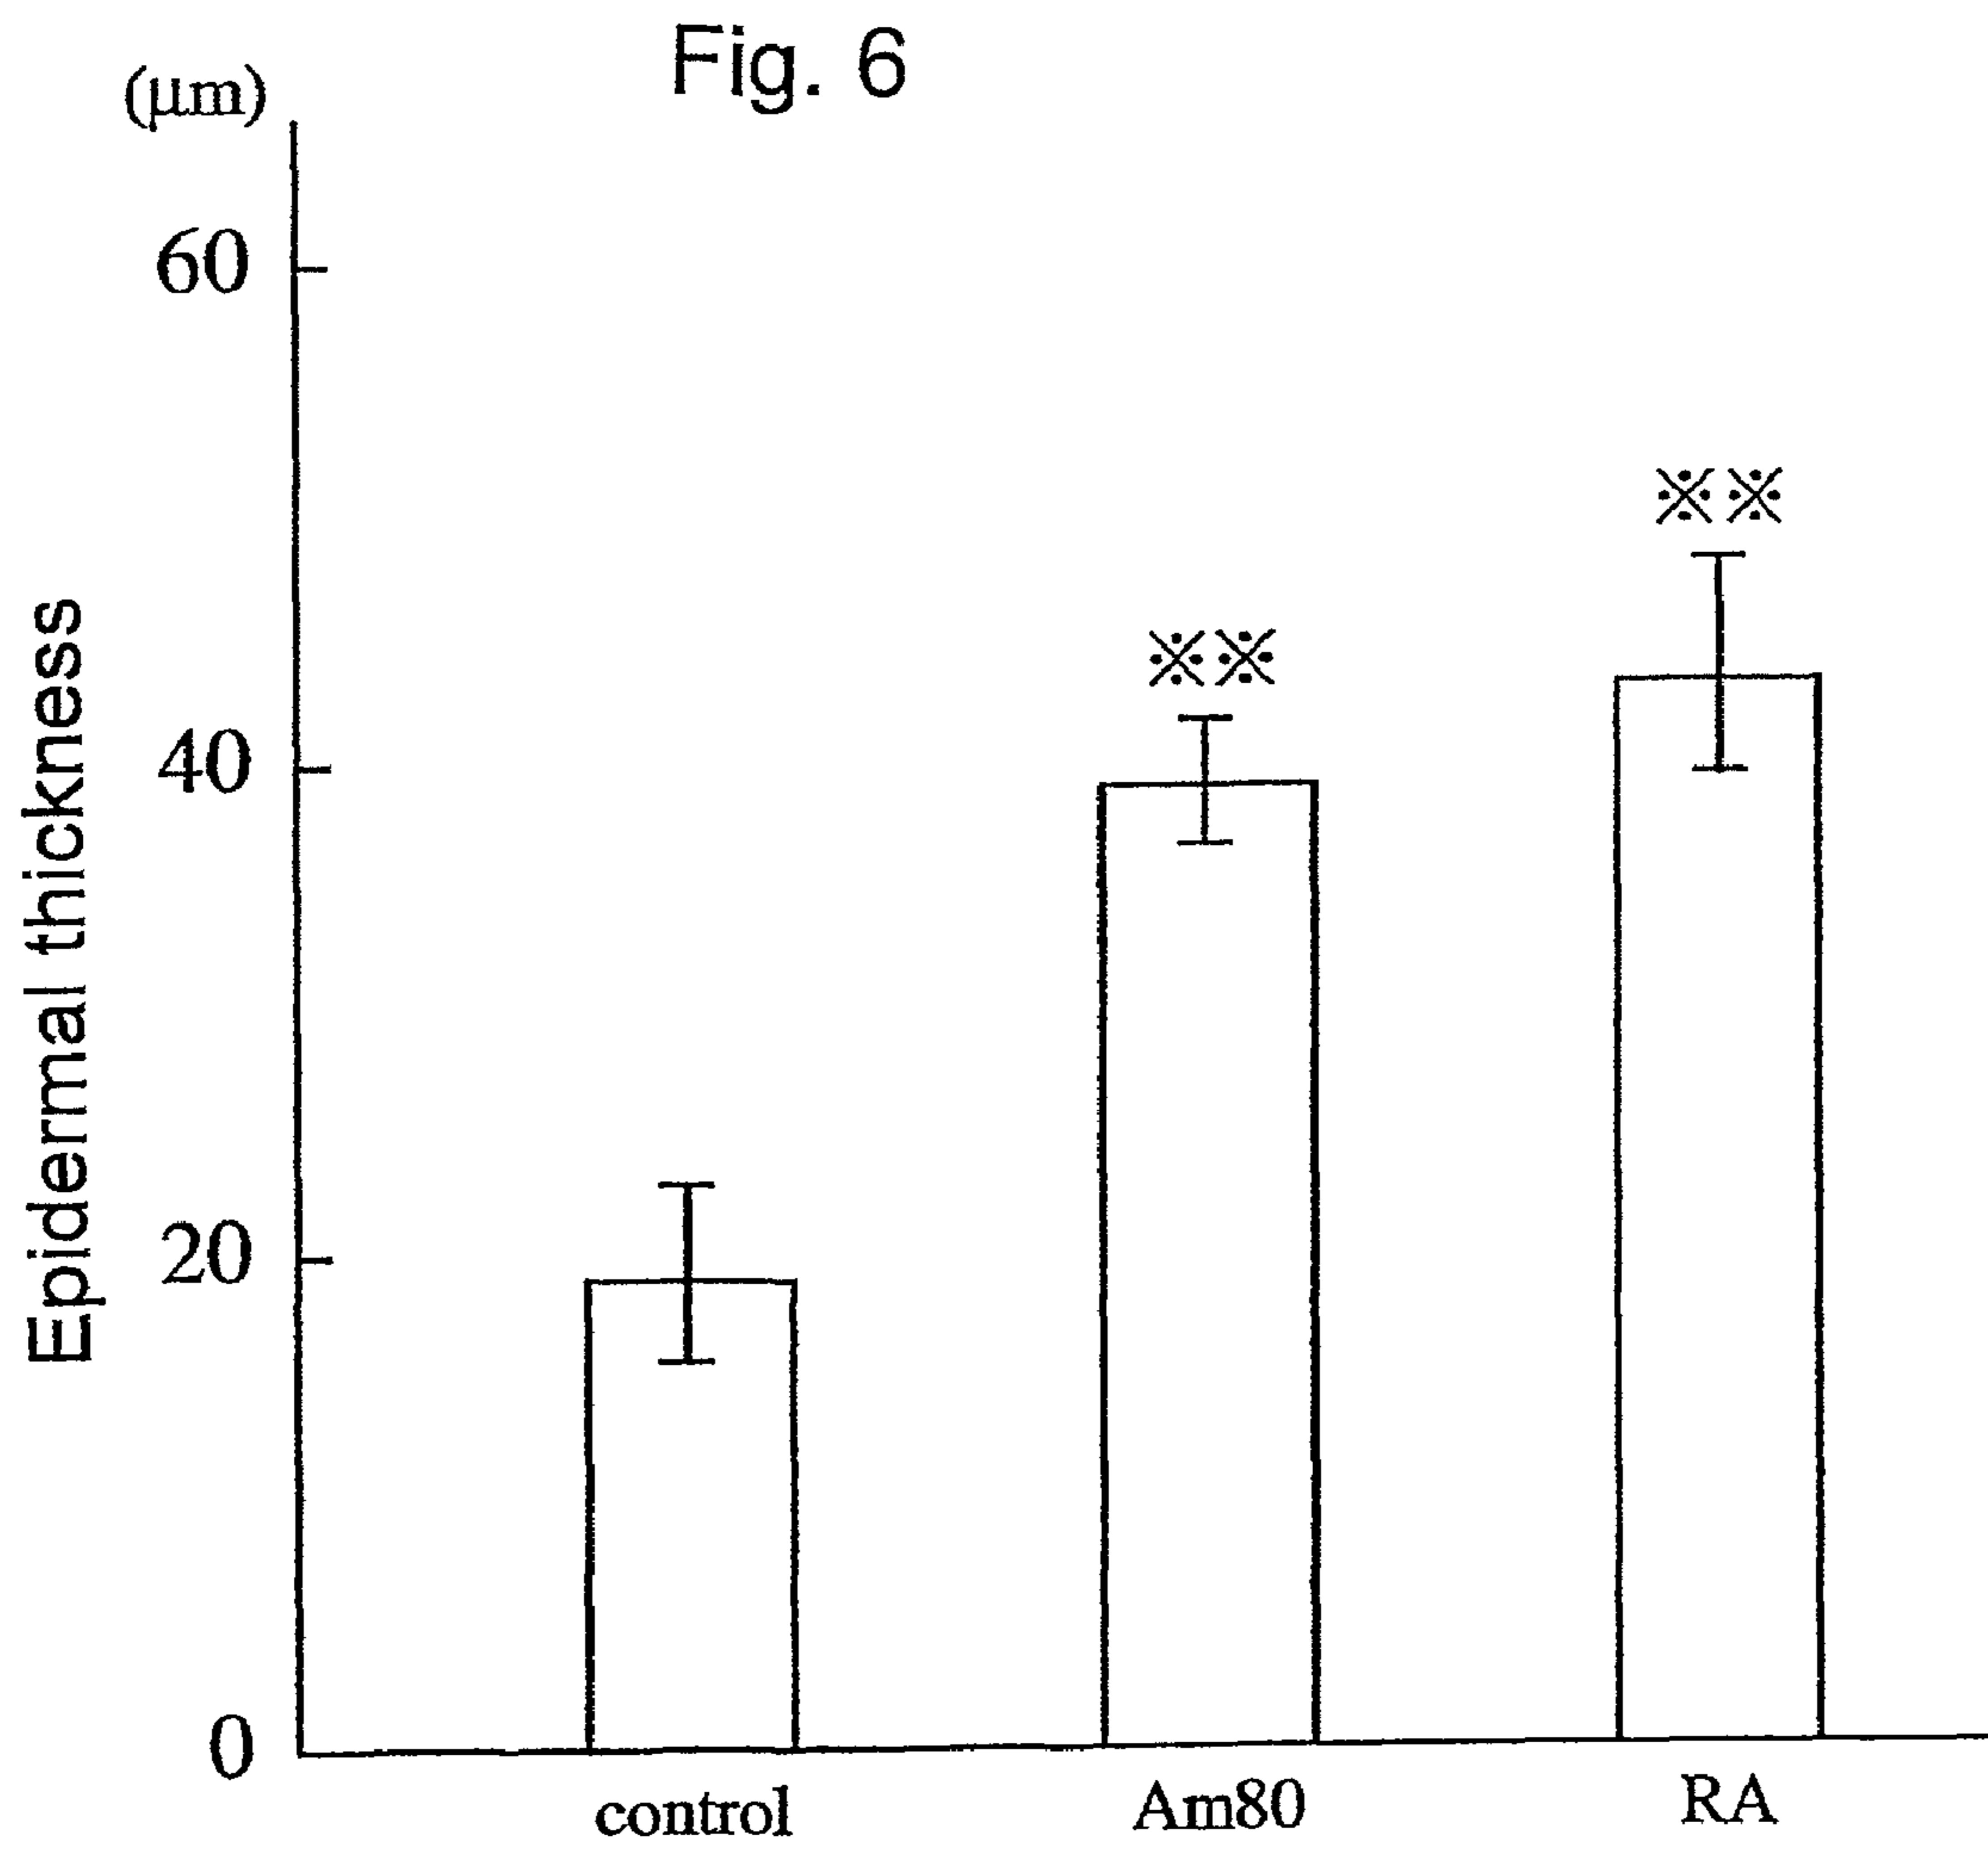 Fig. 6
(μm)
60
40
20
0
Epidermal thickness
※※
※※
control
Am80
RA